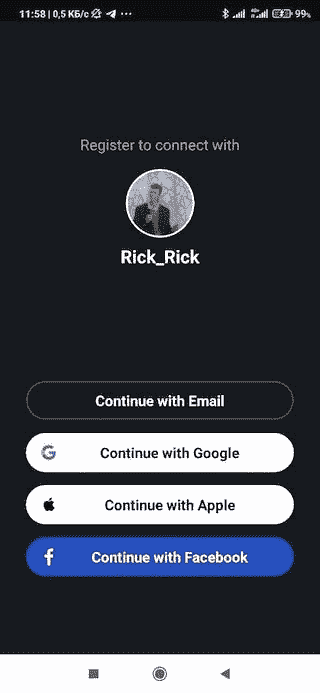 11:58 | 0,5 КБ/с
99%
Register to connect with
Rick_Rick
Continue with Email
Continue with Google
Continue with Apple
Continue with Facebook